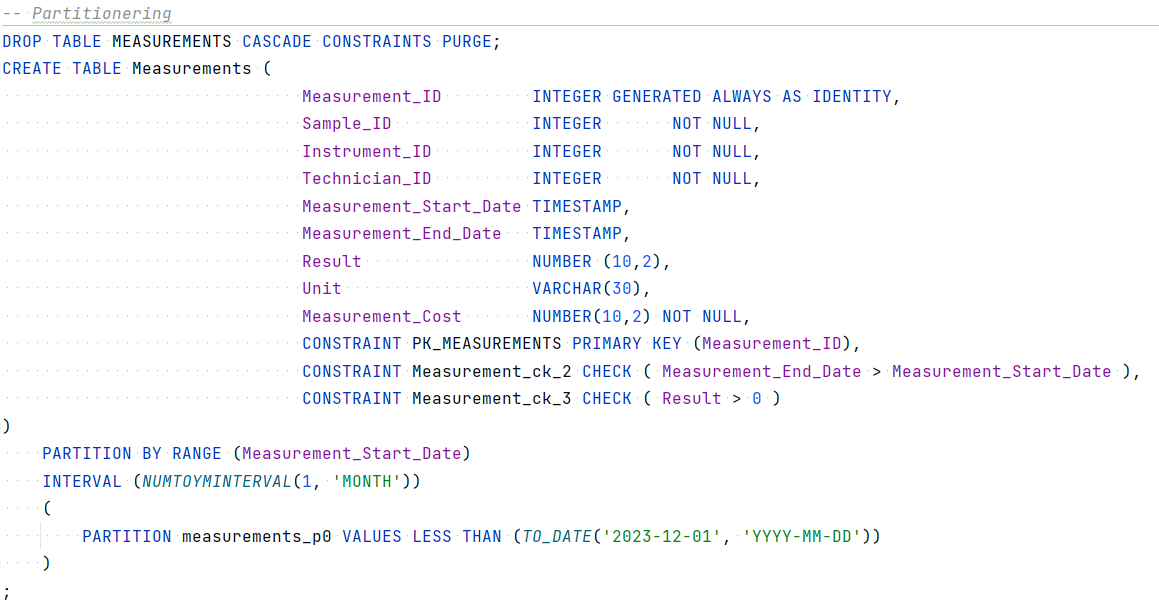 -- Partitionering
DROP TABLE MEASUREMENTS CASCADE CONSTRAINTS PURGE;
CREATE TABLE Measurements (
                              Measurement_ID         INTEGER GENERATED ALWAYS AS IDENTITY,
                              Sample_ID              INTEGER       NOT NULL,
                              Instrument_ID          INTEGER       NOT NULL,
                              Technician_ID          INTEGER       NOT NULL,
                              Measurement_Start_Date TIMESTAMP,
                              Measurement_End_Date   TIMESTAMP,
                              Result                 NUMBER (10,2),
                              Unit                   VARCHAR(30),
                              Measurement_Cost       NUMBER(10,2) NOT NULL,
                              CONSTRAINT PK_MEASUREMENTS PRIMARY KEY (Measurement_ID),
                              CONSTRAINT Measurement_ck_2 CHECK ( Measurement_End_Date > Measurement_Start_Date ),
                              CONSTRAINT Measurement_ck_3 CHECK ( Result > 0 )
)
    PARTITION BY RANGE (Measurement_Start_Date)
    INTERVAL (NUMTOYMINTERVAL(1, 'MONTH'))
    (
        PARTITION measurements_p0 VALUES LESS THAN (TO_DATE('2023-12-01', 'YYYY-MM-DD'))
    )
;